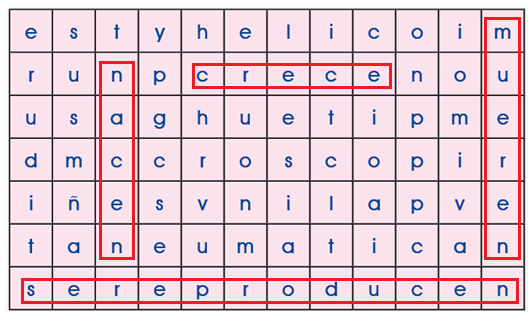 e s t y h e l i c o i m
r u n p c r e c e n o u
u s a g h u e t i p m e
d m c c r o s c o p i r
i ñ e s v n i l a p v e
t a n e u m a t i c a n
s e r e p r o d u c e n